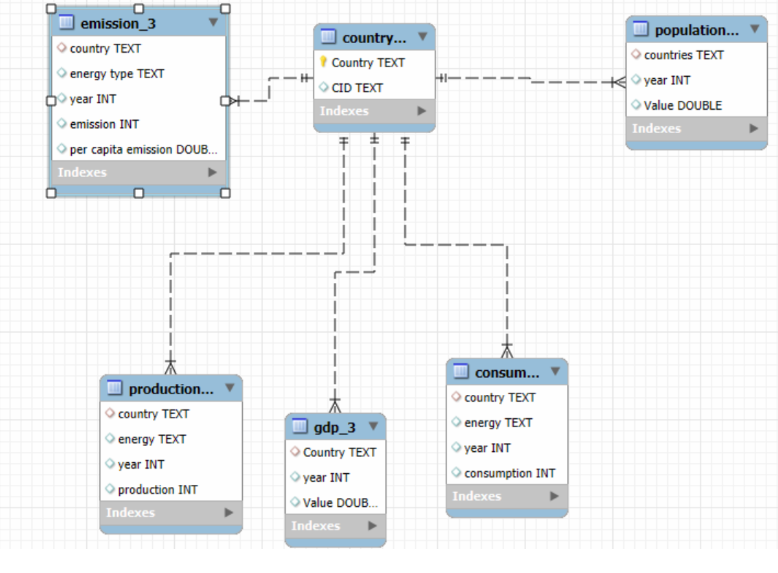 emission_3
country TEXT
energy type TEXT
year INT
emission INT
per capita emission DOUB...
Indexes
country...
Country TEXT
CID TEXT
Indexes
population...
countries TEXT
year INT
Value DOUBLE
Indexes
production...
country TEXT
energy TEXT
year INT
production INT
Indexes
gdp_3
Country TEXT
year INT
Value DOUB...
Indexes
consum...
country TEXT
energy TEXT
year INT
consumption INT
Indexes